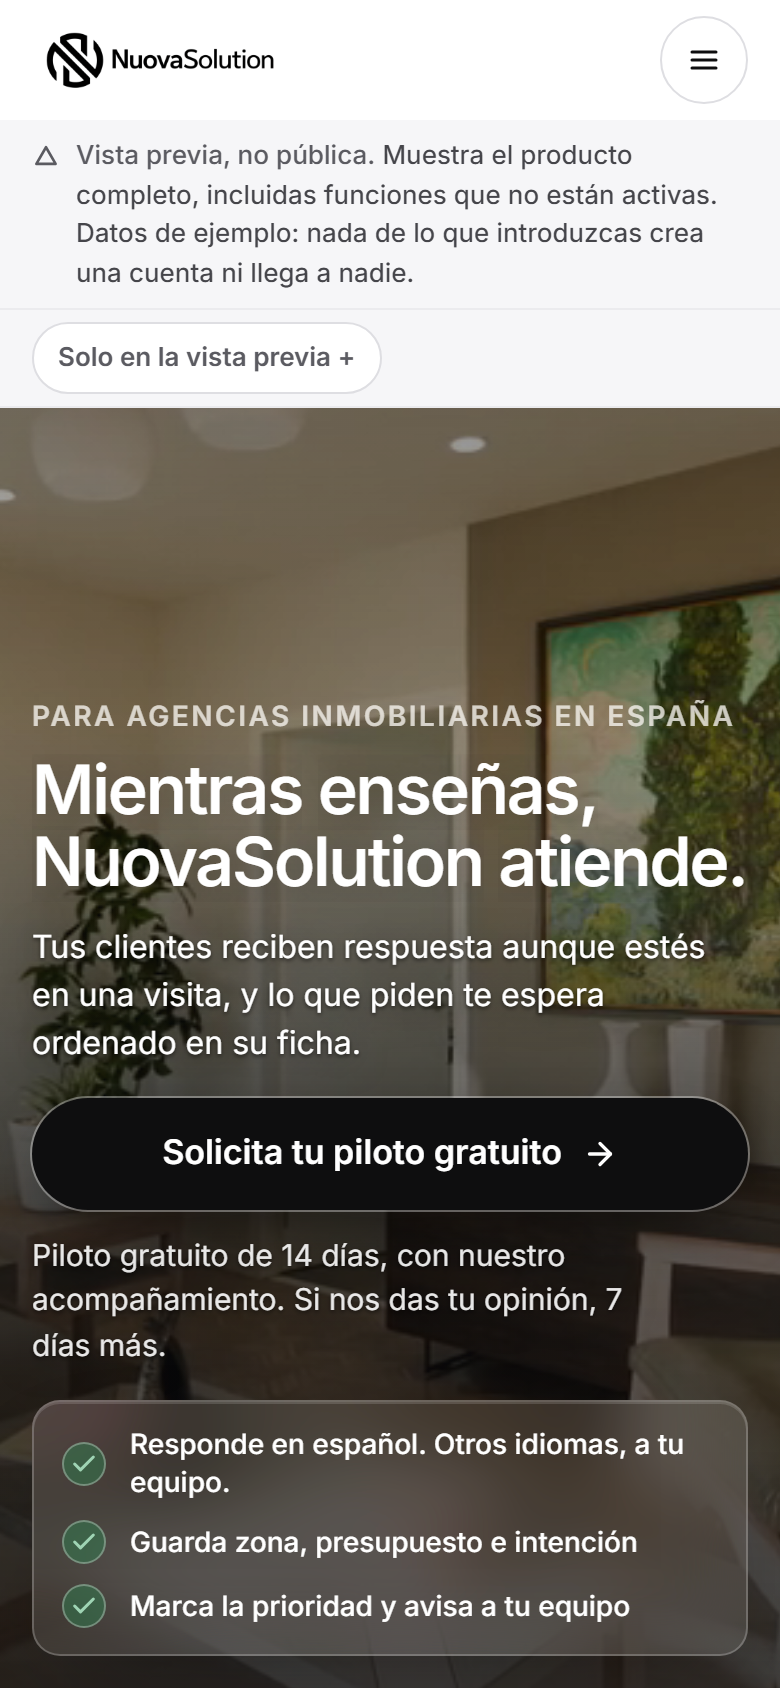 NuovaSolution
Vista previa, no pública. Muestra el producto
completo, incluidas funciones que no están activas.
Datos de ejemplo: nada de lo que introduzcas crea
una cuenta ni llega a nadie.
Solo en la vista previa +
PARA AGENCIAS INMOBILIARIAS EN ESPAÑA
Mientras enseñas,
NuovaSolution atiende.
Tus clientes reciben respuesta aunque estés
en una visita, y lo que piden te espera
ordenado en su ficha.
Solicita tu piloto gratuito →
Piloto gratuito de 14 días, con nuestro
acompañamiento. Si nos das tu opinión, 7
días más.
Responde en español. Otros idiomas, a tu
equipo.
Guarda zona, presupuesto e intención
Marca la prioridad y avisa a tu equipo